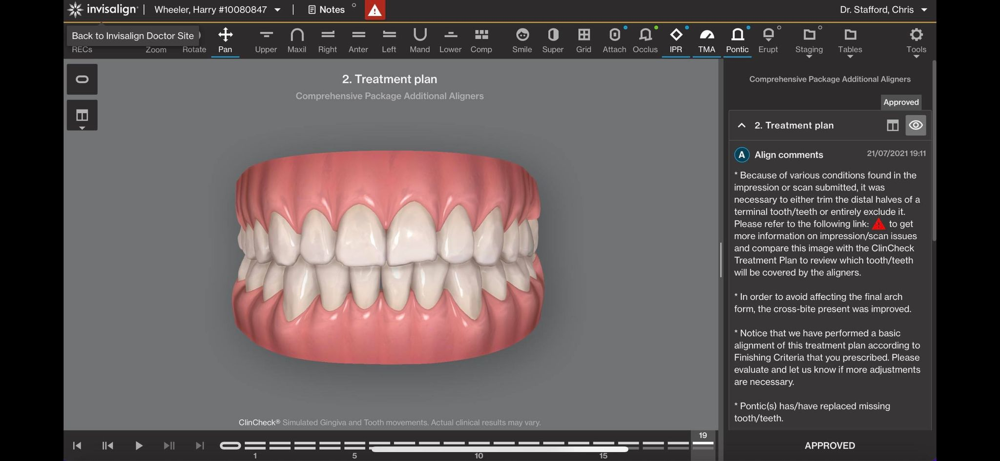 invisalign
Wheeler, Harry #10080847
Notes
Dr. Stafford, Chris
Back to Invisalign Doctor Site
RECs
Zoom
Rotate
Pan
Upper
Maxil
Right
Anter
Left
Mand
Lower
Comp
Smile
Super
Grid
Attach
Occlus
IPR
TMA
Pontic
Erupt
Staging
Tables
Tools
2. Treatment plan
Comprehensive Package Additional Aligners
ClinCheck® Simulated Gingiva and Tooth movements. Actual clinical results may vary.
Comprehensive Package Additional Aligners
Approved
2. Treatment plan
A Align comments 21/07/2021 19:11
* Because of various conditions found in the
impression or scan submitted, it was
necessary to either trim the distal halves of a
terminal tooth/teeth or entirely exclude it.
Please refer to the following link: to get
more information on impression/scan issues
and compare this image with the ClinCheck
Treatment Plan to review which tooth/teeth
will be covered by the aligners.
* In order to avoid affecting the final arch
form, the cross-bite present was improved.
* Notice that we have performed a basic
alignment of this treatment plan according to
Finishing Criteria that you prescribed. Please
evaluate and let us know if more adjustments
are necessary.
* Pontic(s) has/have replaced missing
tooth/teeth.
19
1
5
10
15
APPROVED